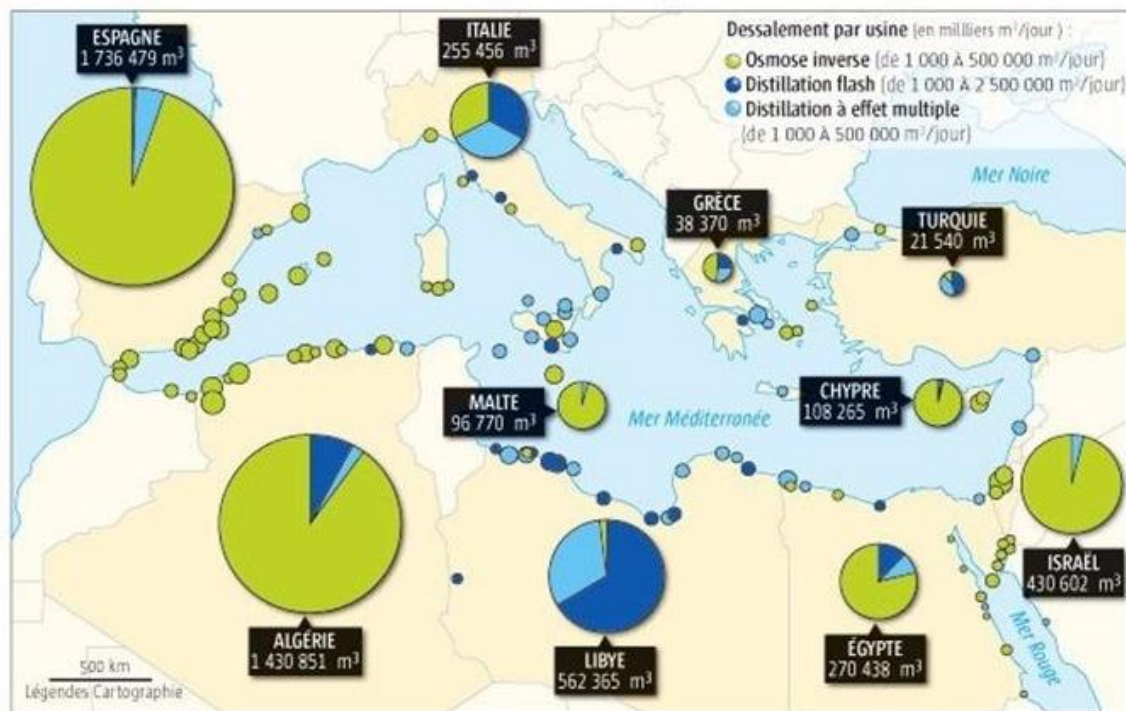 ESPAGNE
1 736 479 m³
ITALIE
255 456 m³
Dessalement par usine (en millliers m³/jour) :
Osmose inverse (de 1 000 À 500 000 m³/jour)
Distillation flash (de 1 000 À 2 500 000 m³/jour)
Distillation à effet multiple
(de 1 000 À 500 000 m³/jour)
Mer Noire
GRÈCE
38 370 m³
TURQUIE
21 540 m³
MALTE
96 770 m³
Mer Méditerronée
CHYPRE
108 265 m³
ISRAËL
430 602 m³
ALGÉRIE
1 430 851 m³
LIBYE
562 365 m³
ÉGYPTE
270 438 m³
Mer Rouge
500 km
Légendes Cartographie